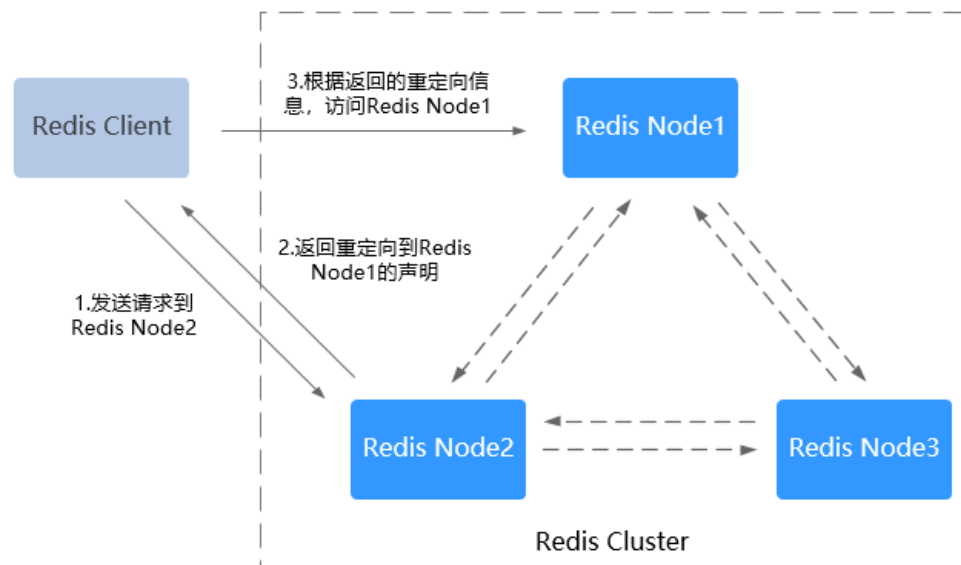 3.根据返回的重定向信
息，访问Redis Node1
Redis Client
Redis Node1
2.返回重定向到Redis
Node1的声明
1.发送请求到
Redis Node2
Redis Node2
Redis Node3
Redis Cluster